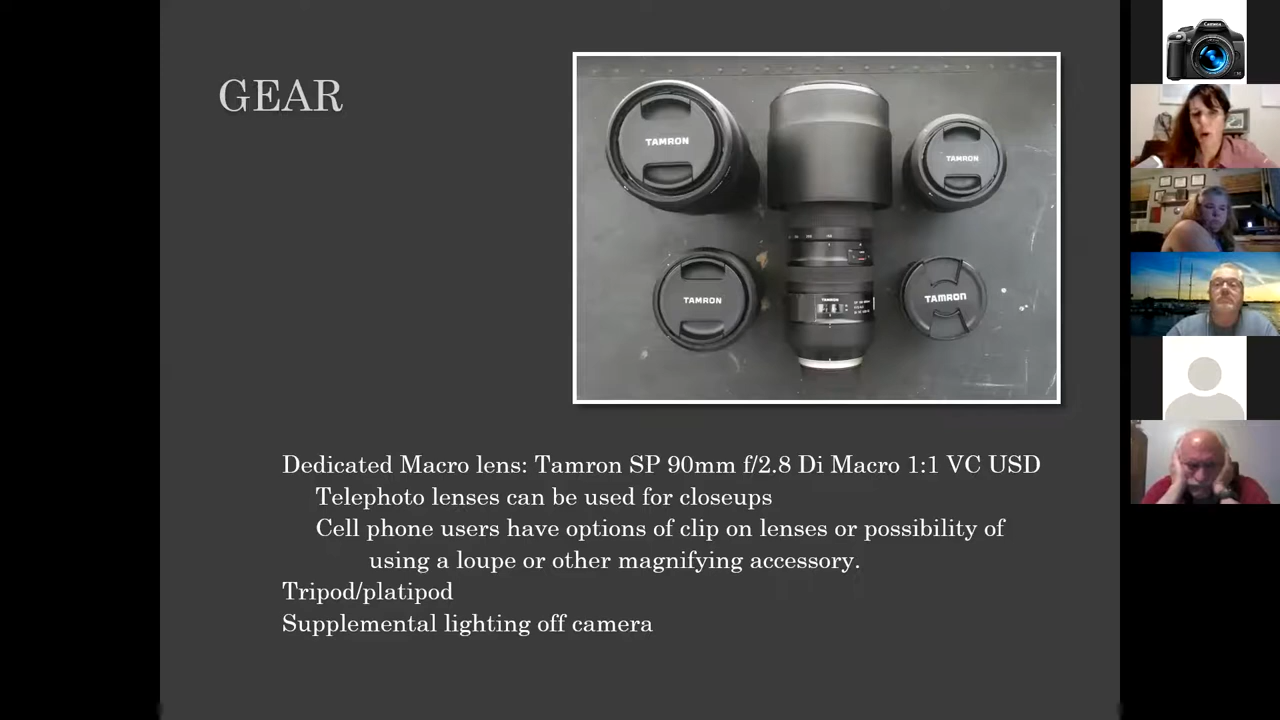 GEAR
TAMRON
TAMRON
TAMRON
TAMRON
Dedicated Macro lens: Tamron SP 90mm f/2.8 Di Macro 1:1 VC USD
Telephoto lenses can be used for closeups
Cell phone users have options of clip on lenses or possibility of
using a loupe or other magnifying accessory.
Tripod/platipod
Supplemental lighting off camera
Camera